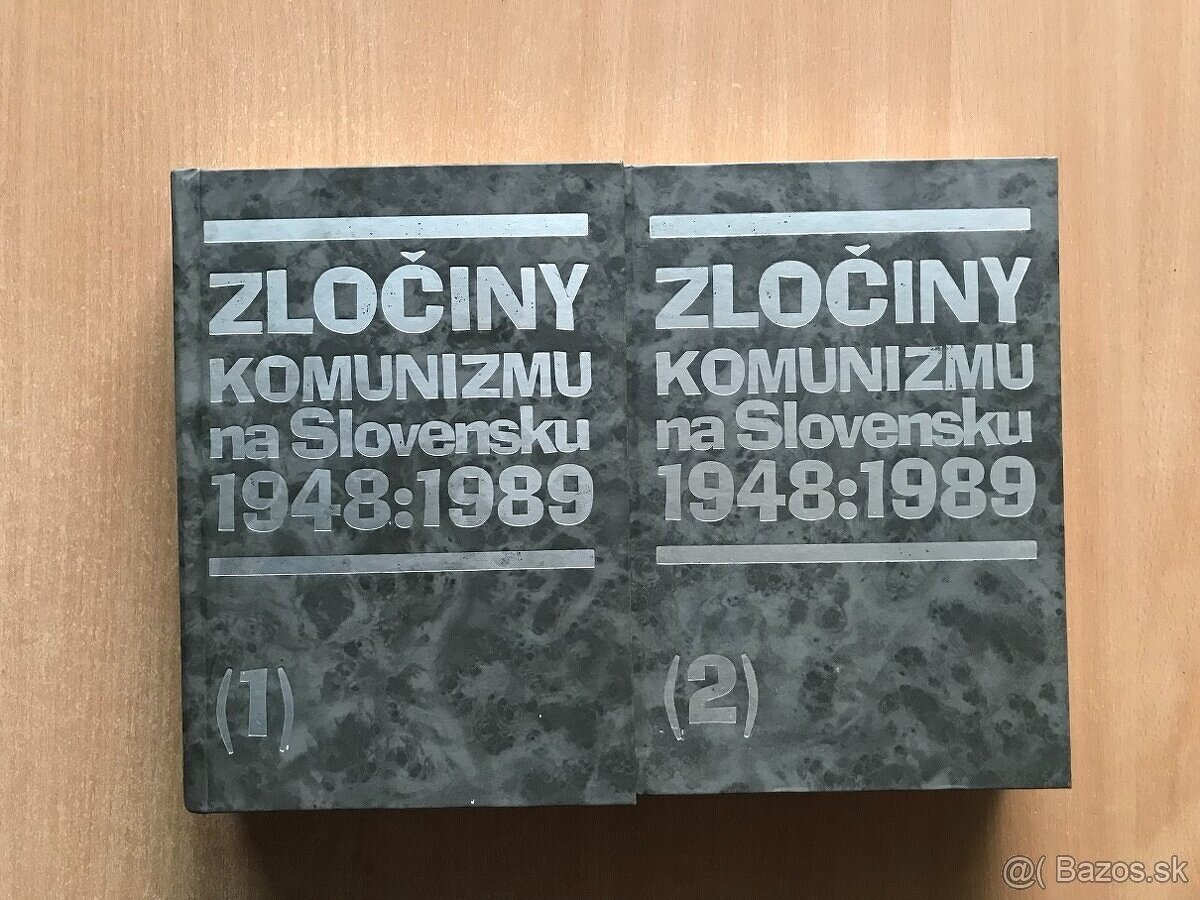 ZLOČINY
KOMUNIZMU
na Slovensku
1948:1989
(1)
ZLOČINY
KOMUNIZMU
na Slovensku
1948:1989
(2)
@( Bazos.sk